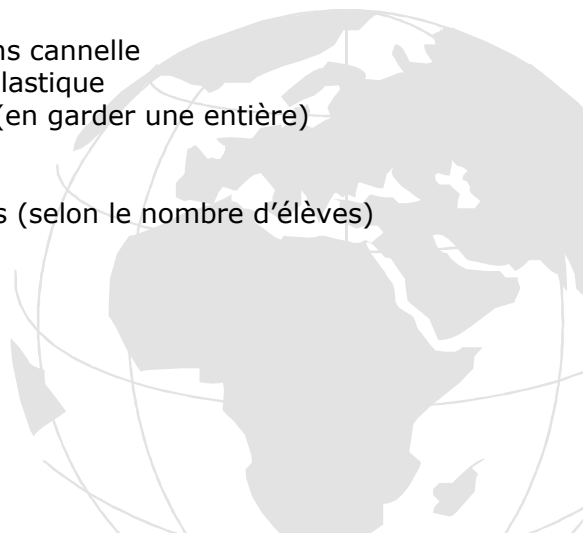 ns cannelle
lastique
(en garder une entière)
s (selon le nombre d’élèves)